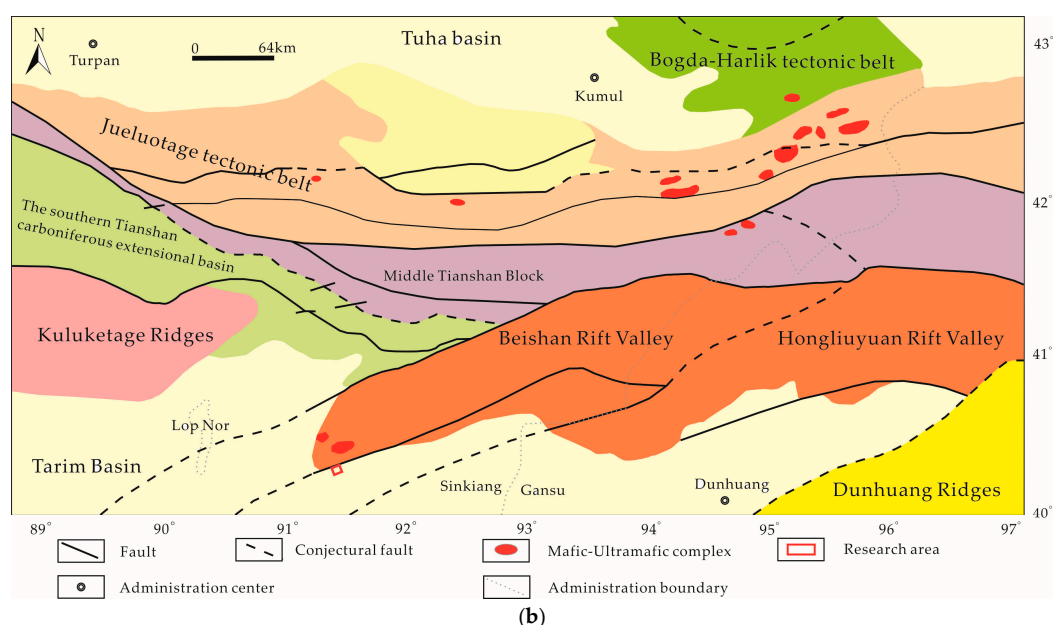 N
Turpan
0 64km
Tuha basin
43°
Bogda-Harlik tectonic belt
Kumul
Jueluotage tectonic belt
42°
The southern Tianshan
carboniferous extensional basin
Middle Tianshan Block
Kuluketage Ridges
Beishan Rift Valley
Hongliuyuan Rift Valley
41°
Lop Nor
Tarim Basin
Sinkiang
Gansu
Dunhuang
Dunhuang Ridges
40°
89° 90° 91° 92° 93° 94° 95° 96° 97°
Fault
Conjectural fault
Mafic-Ultramafic complex
Research area
Administration center
Administration boundary
(b)